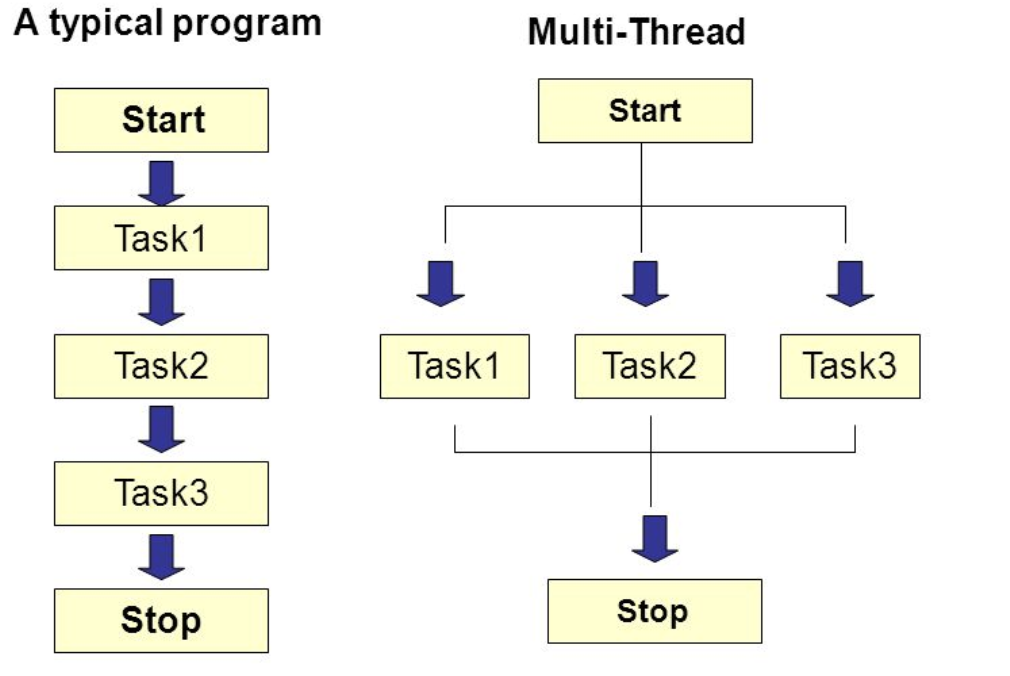 A typical program
Start
Task1
Task2
Task3
Stop
Multi-Thread
Start
Task1
Task2
Task3
Stop